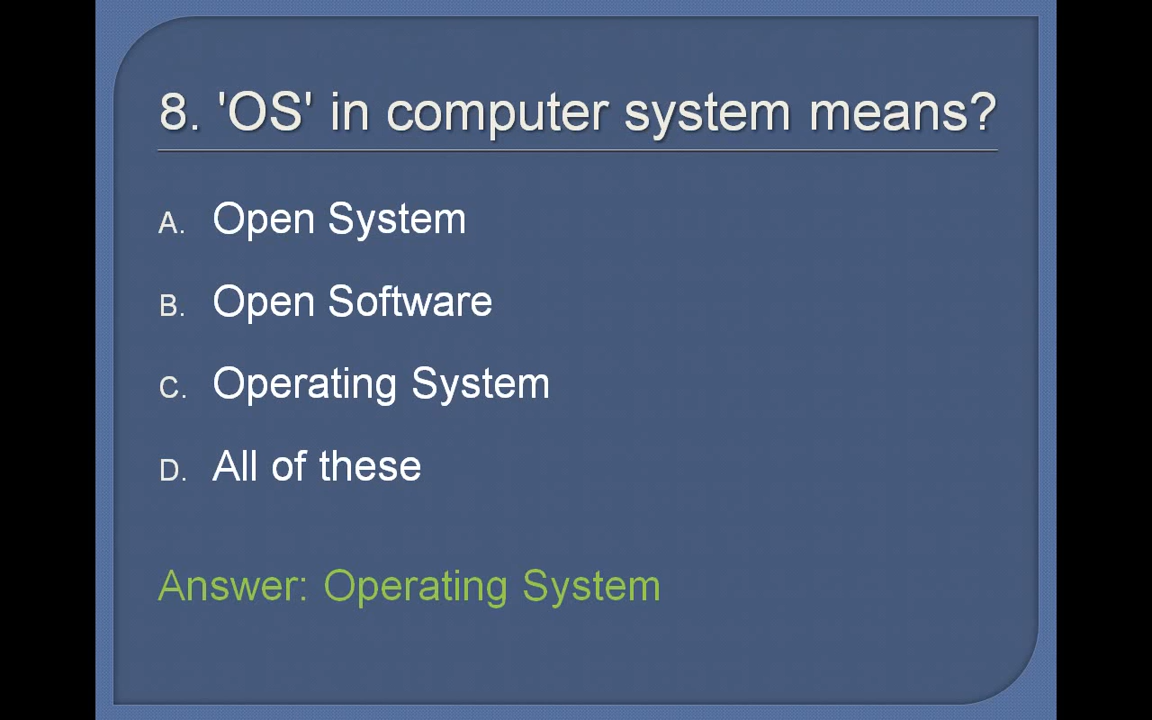 8. 'OS' in computer system means?
A. Open System
B. Open Software
C. Operating System
D. All of these
Answer: Operating System